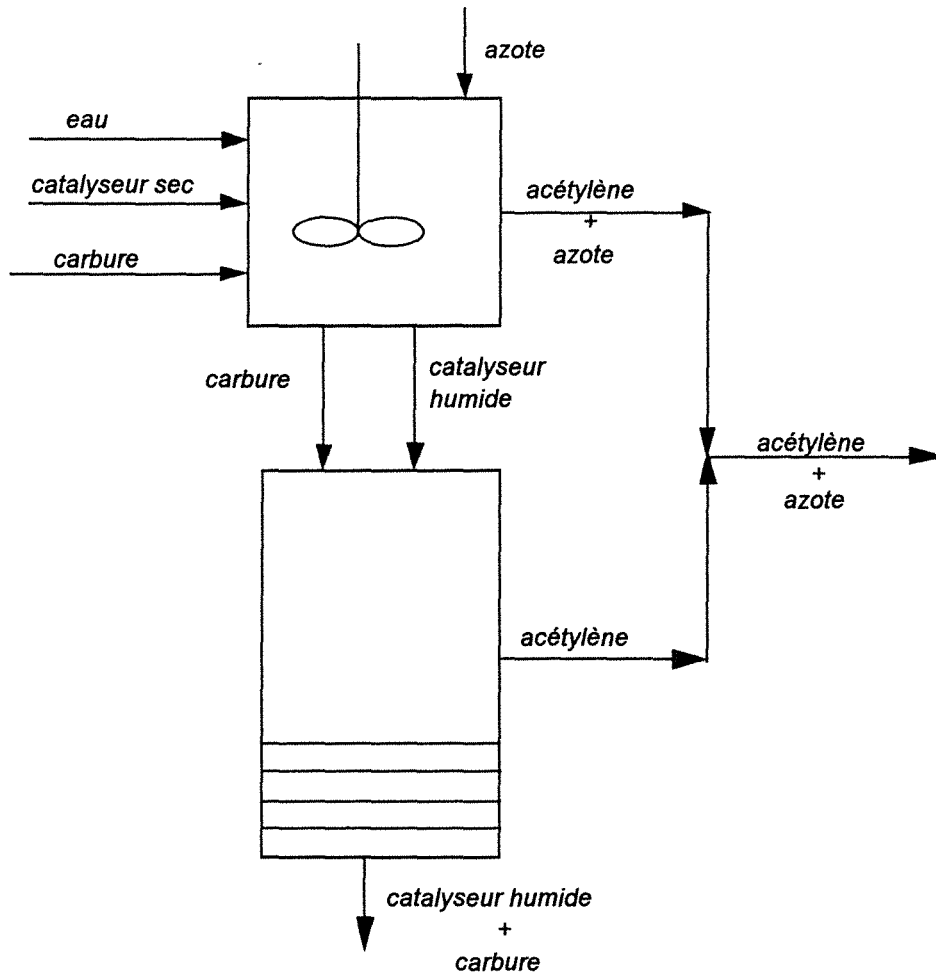 azote
eau
catalyseur sec
carbure
acétylène
+
azote
carbure
catalyseur
humide
acétylène
+
azote
acétylène
catalyseur humide
+
carbure